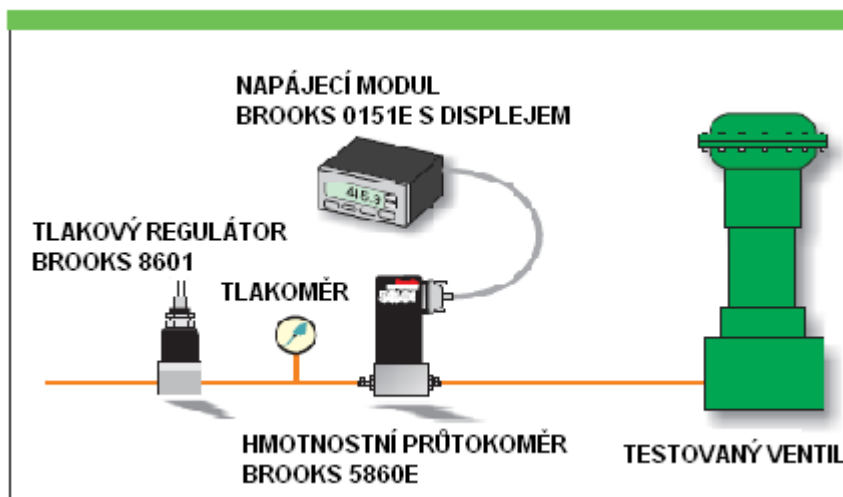 NAPÁJECÍ MODUL
BROOKS 0151E S DISPLEJEM
TLAKOVÝ REGULÁTOR
BROOKS 8601
TLAKOMĚR
HMOTNOSTNÍ PRŮTOKOMĚR
BROOKS 5860E
TESTOVANÝ VENTIL